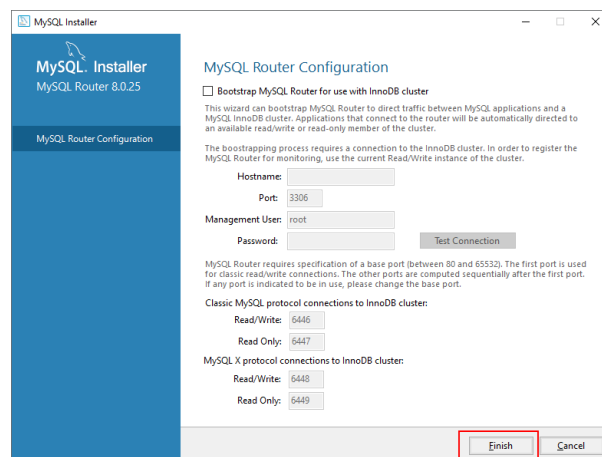 MySQL Installer
MySQL. Installer
MySQL Router 8.0.25
MySQL Router Configuration
MySQL Router Configuration
Bootstrap MySQL Router for use with InnoDB cluster
This wizard can bootstrap MySQL Router to direct traffic between MySQL applications and a
MySQL InnoDB cluster. Applications that connect to the router will be automatically directed to
an available read/write or read-only member of the cluster.
The boostrapping process requires a connection to the InnoDB cluster. In order to register the
MySQL Router for monitoring, use the current Read/Write instance of the cluster.
Hostname:
Port: 3306
Management User: root
Password: Test Connection
MySQL Router requires specification of a base port (between 80 and 65532). The first port is used
for classic read/write connections. The other ports are computed sequentially after the first port.
If any port is indicated to be in use, please change the base port.
Classic MySQL protocol connections to InnoDB cluster:
Read/Write: 6446
Read Only: 6447
MySQL X protocol connections to InnoDB cluster:
Read/Write: 6448
Read Only: 6449
Finish Cancel